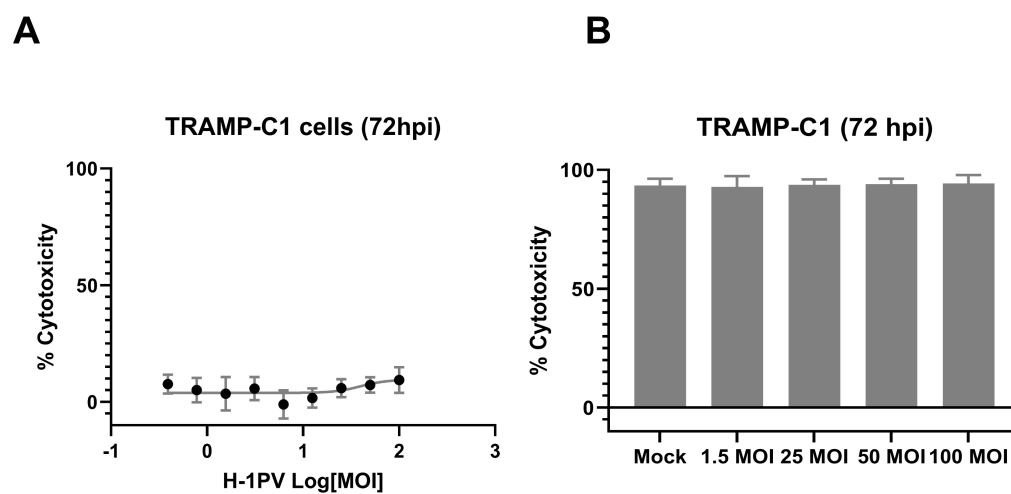 A
TRAMP-C1 cells (72hpi)
% Cytotoxicity
100
50
0
-1 0 1 2 3
H-1PV Log[MOI]
B
TRAMP-C1 (72 hpi)
% Cytotoxicity
100
50
0
Mock 1.5 MOI 25 MOI 50 MOI 100 MOI